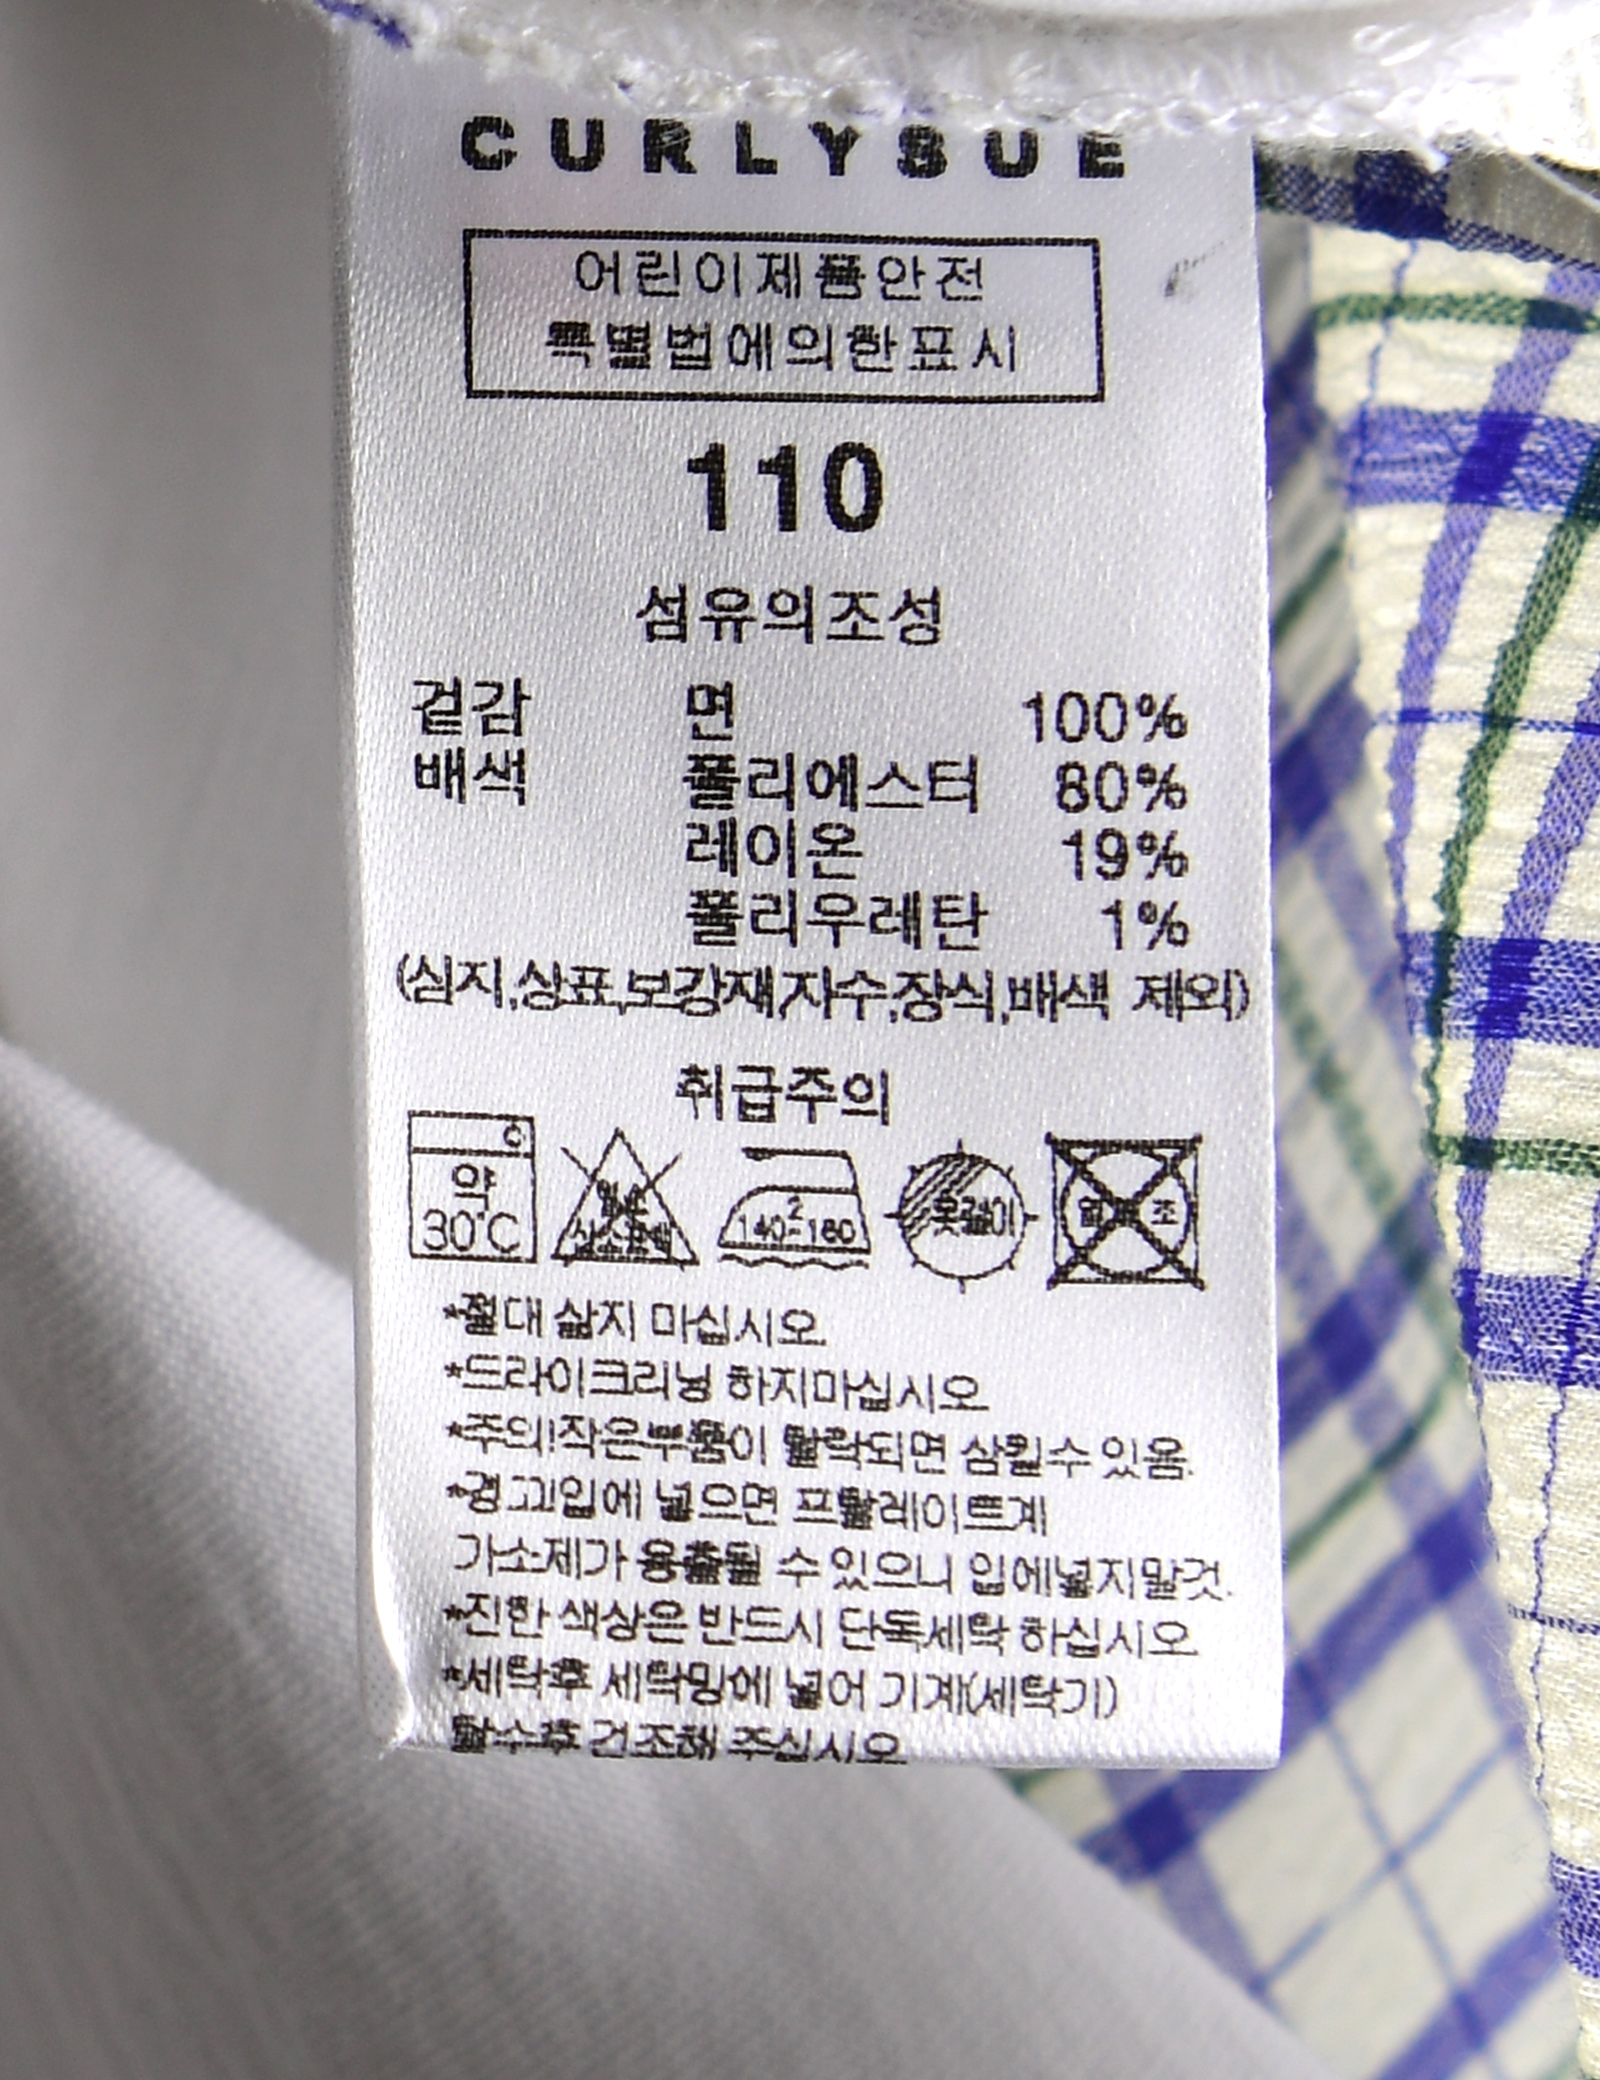 CURLYSUE
어린이제품안전
특별법에의한표시
110
섬유의조성
겉감 면 100%
배색 폴리에스터 80%
레이온 19%
폴리우레탄 1%
(심지,상표,보강재,자수,장식,배색 제외)
취급주의
약 30°C
140~160 2
옷걸이
*절대 삶지 마십시오.
*드라이크리닝 하지마십시오
*주의!작은부품이 탈락되면 삼킬수 있음.
*경고!입에 넣으면 프탈레이트계
가소제가 용출될 수 있으니 입에넣지말것.
*진한 색상은 반드시 단독세탁 하십시오
*세탁후 세탁망에 넣어 기계(세탁기)
탈수후 건조해 주십시오